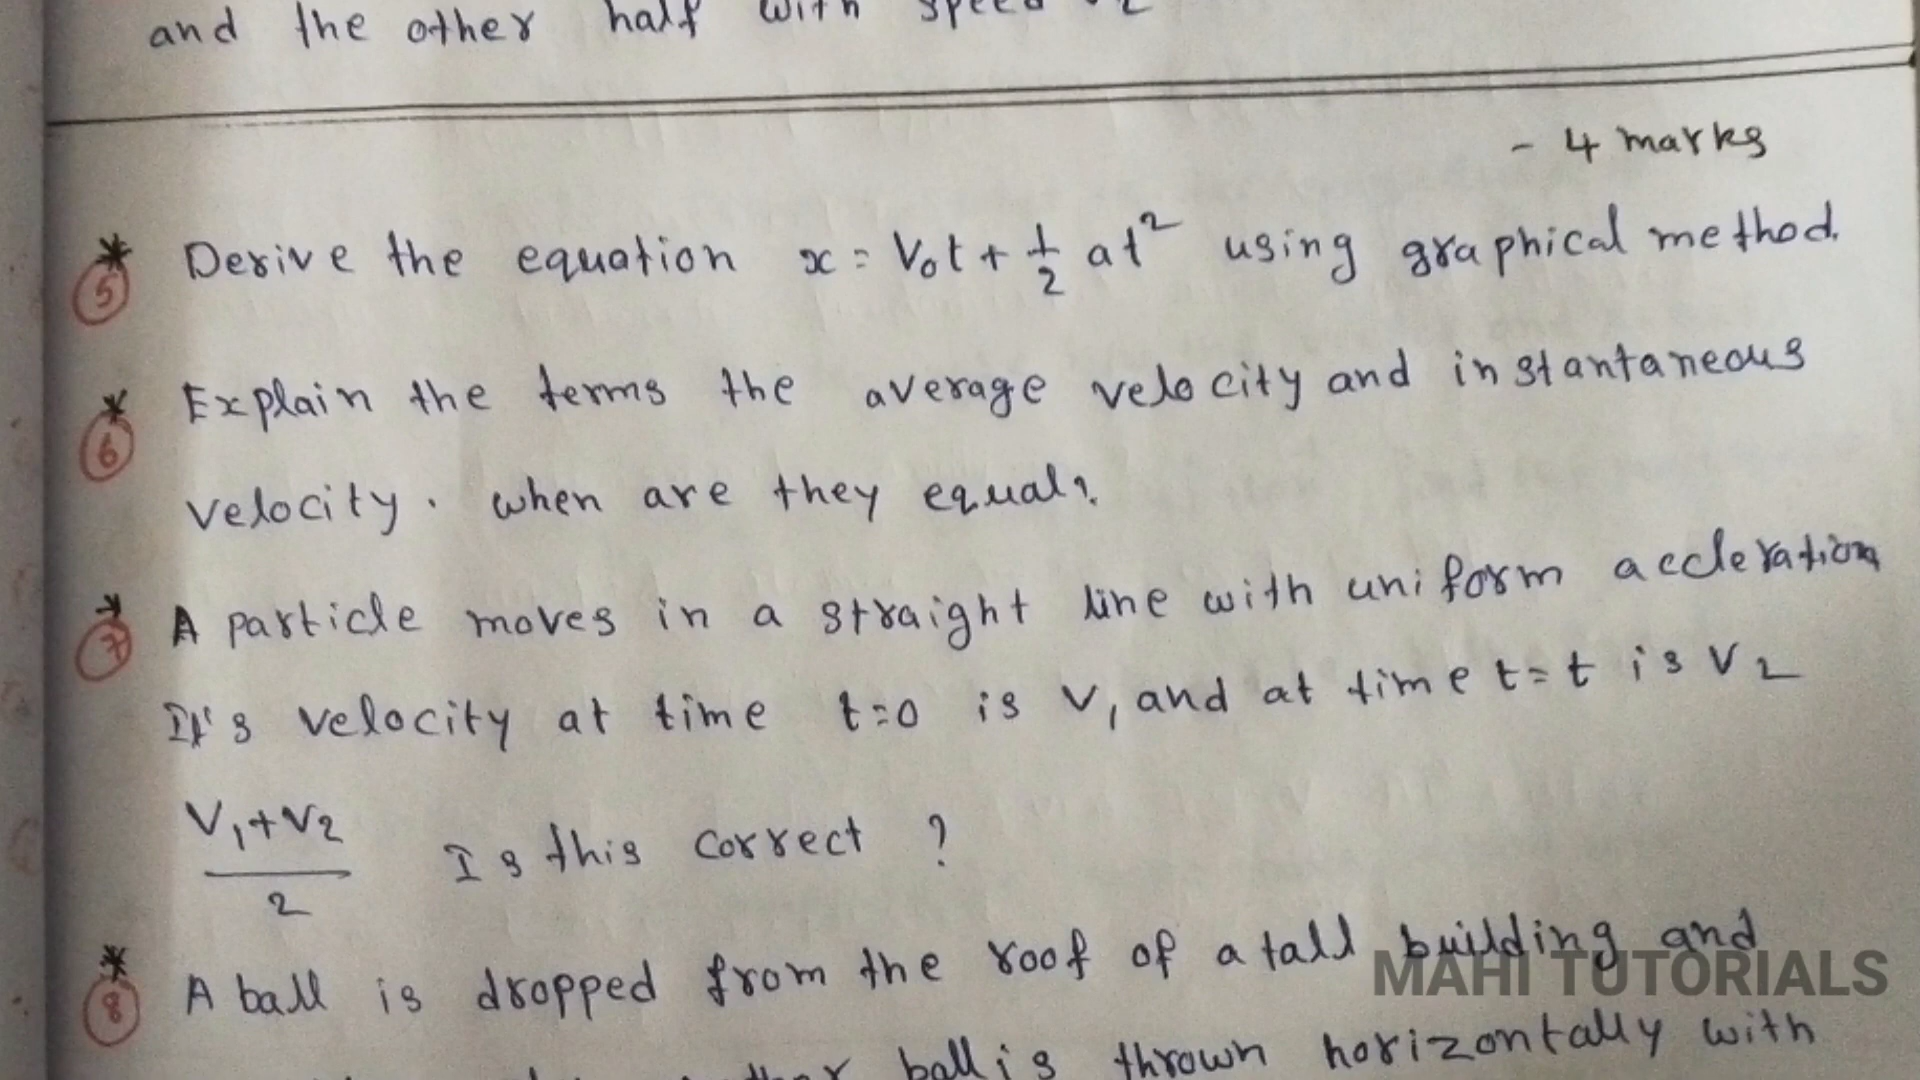 and the other half with speed
- 4 marks
* 5 Derive the equation x = V₀t + 1/2 at² using graphical method.
* 6 Explain the terms the average velocity and instantaneous
velocity. when are they equal?
* 7 A particle moves in a straight line with uniform accleration
It's velocity at time t=0 is V₁ and at time t=t is V2
V₁+V2/2 Is this correct ?
* 8 A ball is dropped from the roof of a tall building and
ball is thrown horizontally with
MAHI TUTORIALS